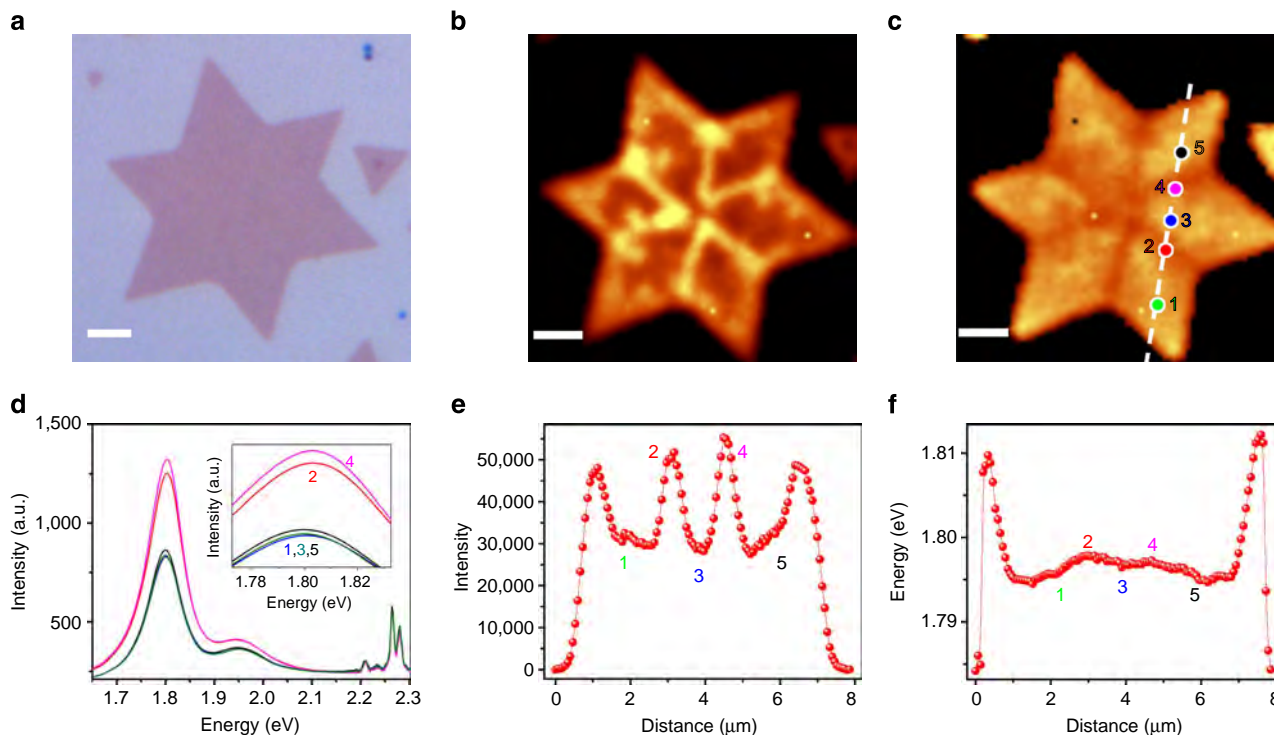 a
b
c
5
4
3
2
1
d
1,500
1,000
500
Intensity (a.u.)
1.7 1.8 1.9 2.0 2.1 2.2 2.3
Energy (eV)
Intensity (a.u.)
4
2
1,3,5
1.78 1.80 1.82
Energy (eV)
e
50,000
40,000
30,000
20,000
10,000
0
Intensity
2
4
1
3
5
0 2 4 6 8
Distance (μm)
f
1.81
1.80
1.79
Energy (eV)
2
4
1
3
5
0 2 4 6 8
Distance (μm)